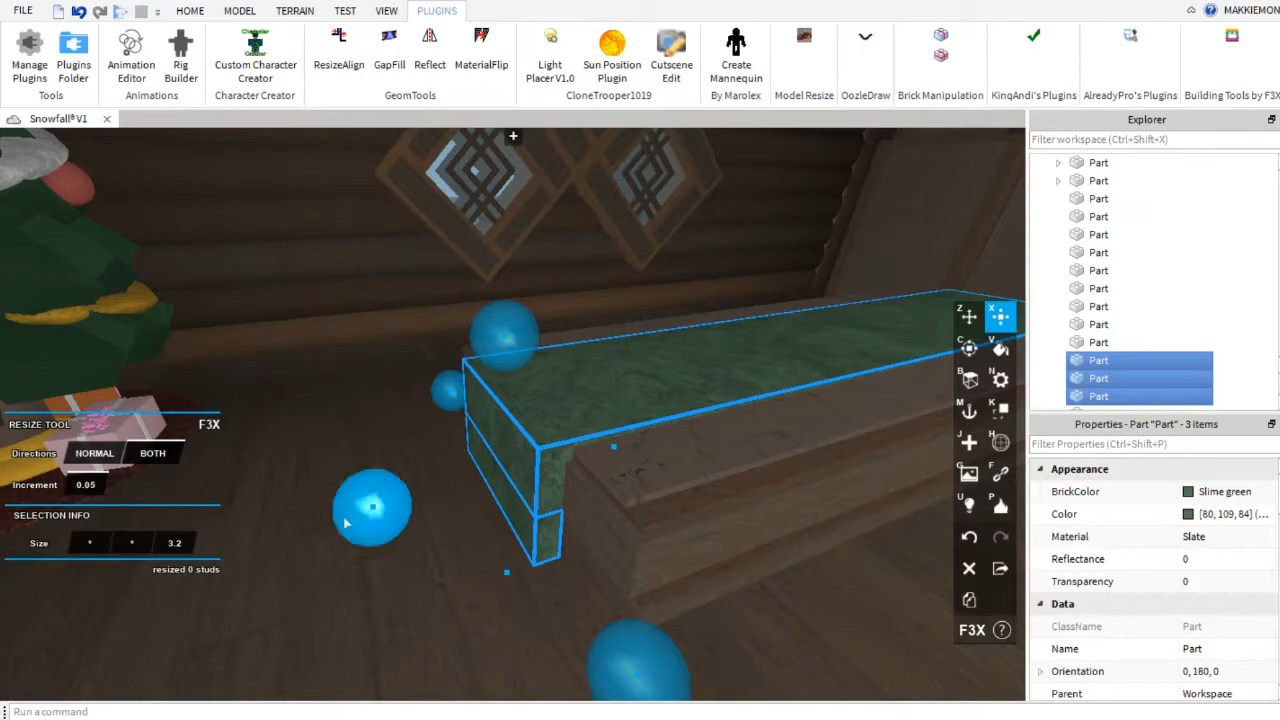 FILE HOME MODEL TERRAIN TEST VIEW PLUGINS MAKKIEMON
Manage Plugins Plugins Folder Animation Editor Rig Builder Custom Character Creator ResizeAlign GapFill Reflect MaterialFlip Light Placer V1.0 Sun Position Plugin Cutscene Edit Create Mannequin
Tools Animations Character Creator GeomTools CloneTrooper1019 By Marolex Model Resize OozleDraw Brick Manipulation KinqAndi's Plugins AlreadyPro's Plugins Building Tools by F3X
Snowfall® V1
Explorer
Filter workspace (Ctrl+Shift+X)
Part
Part
Part
Part
Part
Part
Part
Part
Part
Part
Part
Part
Part
Part
Properties - Part "Part" - 3 items
Filter Properties (Ctrl+Shift+P)
Appearance
BrickColor Slime green
Color [80, 109, 84] (...
Material Slate
Reflectance 0
Transparency 0
Data
ClassName Part
Name Part
Orientation 0,180,0
Parent Workspace
RESIZE TOOL F3X
Directions NORMAL BOTH
Increment 0.05
SELECTION INFO
Size * * 3.2
resized 0 studs
Z X
C V
B N
M K
J H
G F
U P
F3X ?
Run a command